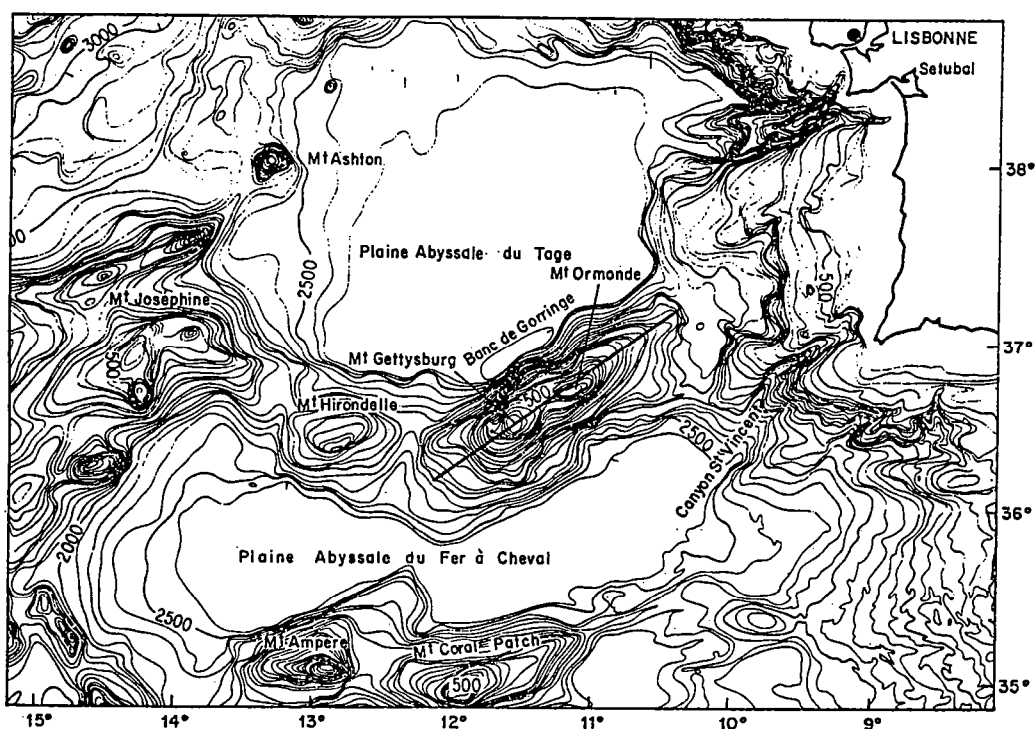 3000
LISBONNE
Setubal
Mt Ashton
38°
2500
Plaine Abyssale du Tage
Mt Ormonde
500
Mt Joséphine
Banc de Gorringe
37°
Mt Gettysburg
500
500
Mt Hirondelle
2500
Canyon St Vincent
36°
2000
Plaine Abyssale du Fer à Cheval
2500
Mt Ampère
Mt Coral Patch
500
35°
15° 14° 13° 12° 11° 10° 9°